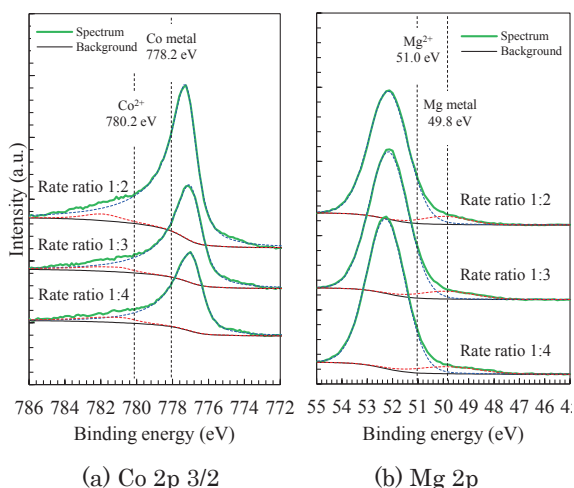 (a)
(b)
Spectrum
Background
Co metal
778.2 eV
Co2+
780.2 eV
Rate ratio 1:2
Rate ratio 1:3
Rate ratio 1:4
Intensity (a.u.)
786 784 782 780 778 776 774 772
Binding energy (eV)
(a) Co 2p 3/2
Mg2+
51.0 eV
Spectrum
Background
Mg metal
49.8 eV
Rate ratio 1:2
Rate ratio 1:3
Rate ratio 1:4
55 54 53 52 51 50 49 48 47 46
Binding energy (eV)
(b) Mg 2p